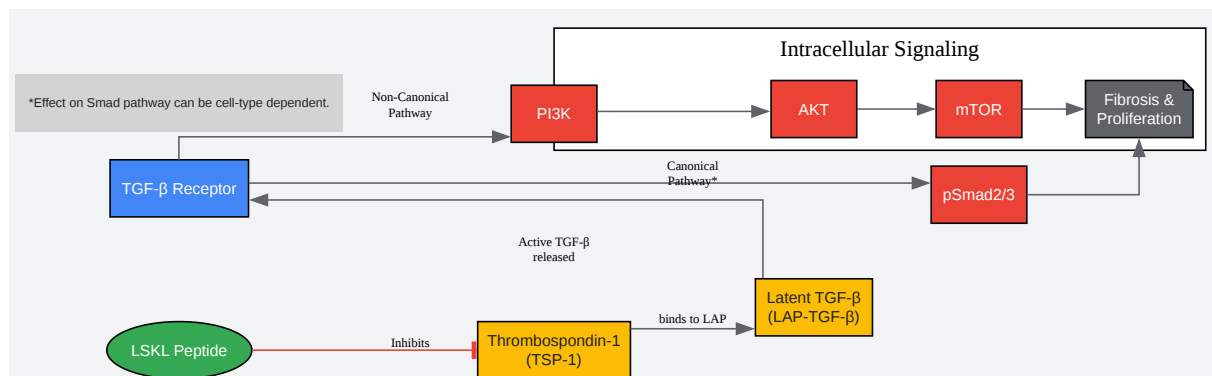 Intracellular Signaling
*Effect on Smad pathway can be cell-type dependent.
Non-Canonical
Pathway
PI3K
AKT
mTOR
Fibrosis &
Proliferation
TGF-β Receptor
Canonical
Pathway*
pSmad2/3
Active TGF-β
released
Latent TGF-β
(LAP-TGF-β)
binds to LAP
LSKL Peptide
Inhibits
Thrombospondin-1
(TSP-1)